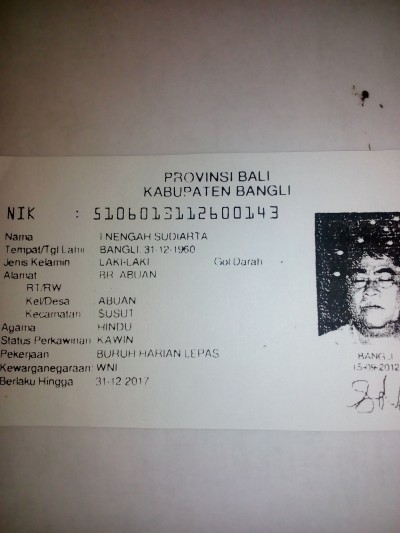 PROVINSI BALI
KABUPATEN BANGLI
NIK : 5106013112600143
Nama I NENGAH SUDIARTA
Tempat/Tgl Lahir BANGLI, 31-12-1960
Jenis Kelamin LAKI-LAKI Gol Darah
Alamat BR. ABUAN
RT/RW
Kel/Desa ABUAN
Kecamatan SUSUT
Agama HINDU
Status Perkawinan: KAWIN
Pekerjaan BURUH HARIAN LEPAS
Kewarganegaraan: WNI
Berlaku Hingga 31-12-2017
BANGLI
15-09-2012